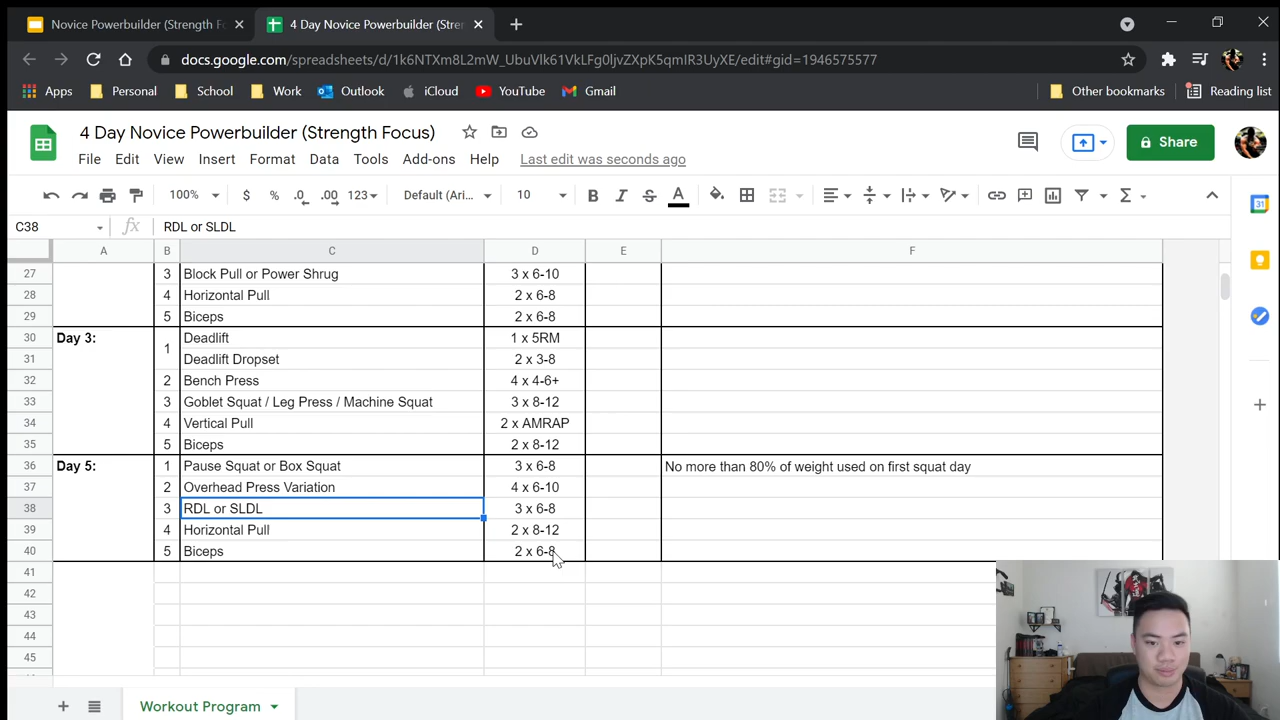 Novice Powerbuilder (Strength Fo
4 Day Novice Powerbuilder (Stren
docs.google.com/spreadsheets/d/1k6NTXm8L2mW_UbuVlk61VkLFg0ljvZXpK5qmIR3UyXE/edit#gid=1946575577
Apps Personal School Work Outlook iCloud YouTube Gmail Other bookmarks Reading list
4 Day Novice Powerbuilder (Strength Focus)
Share
File Edit View Insert Format Data Tools Add-ons Help Last edit was seconds ago
100% $ % .0 .00 123 Default (Ari... 10 B I S A
31
C38 fx RDL or SLDL
A B C D E F
27 3 Block Pull or Power Shrug 3 x 6-10
28 4 Horizontal Pull 2 x 6-8
29 5 Biceps 2 x 6-8
30 Day 3: 1 Deadlift 1 x 5RM
31 Deadlift Dropset 2 x 3-8
32 2 Bench Press 4 x 4-6+
33 3 Goblet Squat / Leg Press / Machine Squat 3 x 8-12
34 4 Vertical Pull 2 x AMRAP
35 5 Biceps 2 x 8-12
36 Day 5: 1 Pause Squat or Box Squat 3 x 6-8 No more than 80% of weight used on first squat day
37 2 Overhead Press Variation 4 x 6-10
38 3 RDL or SLDL 3 x 6-8
39 4 Horizontal Pull 2 x 8-12
40 5 Biceps 2 x 6-8
41
42
43
44
45
Workout Program